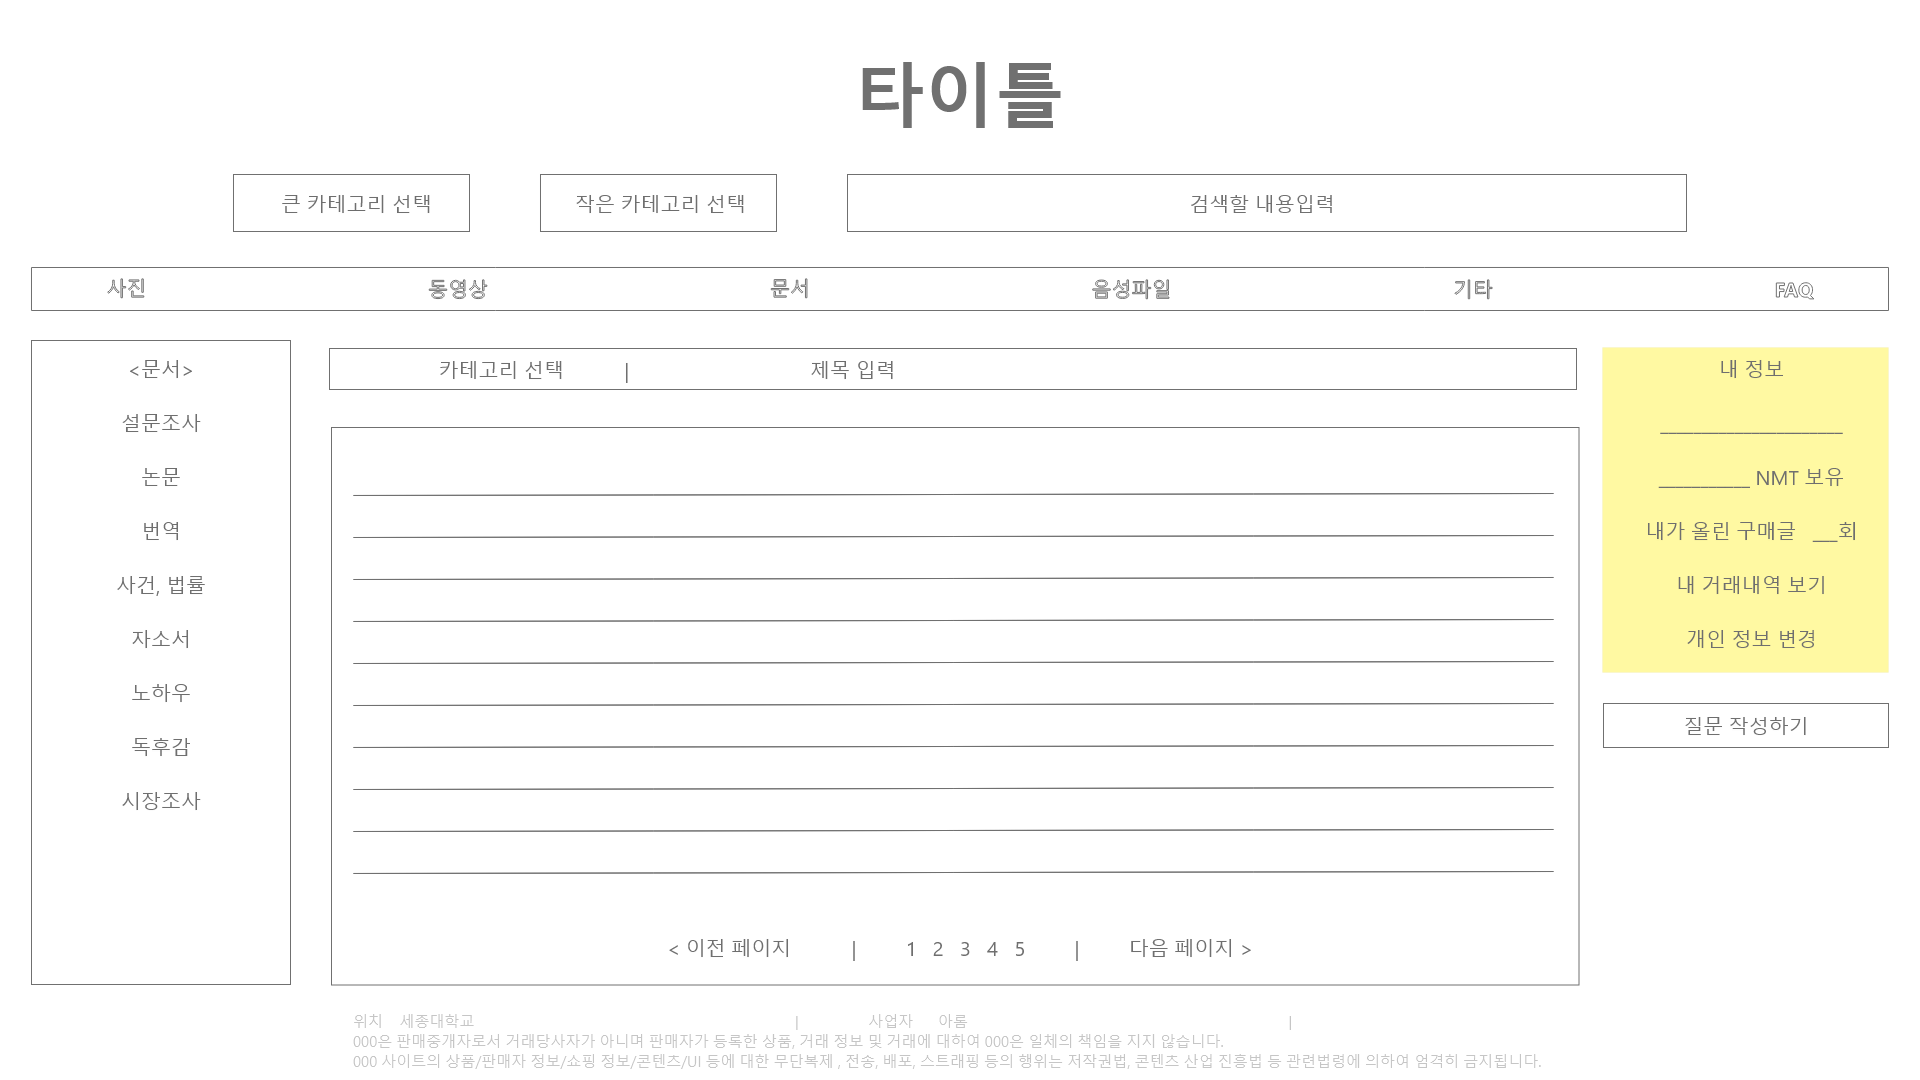 타이틀
큰 카테고리 선택
작은 카테고리 선택
검색할 내용입력
사진 동영상 문서 음성파일 기타 FAQ
<문서>
설문조사
논문
번역
사건, 법률
자소서
노하우
독후감
시장조사
카테고리 선택 | 제목 입력
< 이전 페이지 | 1 2 3 4 5 | 다음 페이지 >
내 정보
____________________
__________ NMT 보유
내가 올린 구매글 ___회
내 거래내역 보기
개인 정보 변경
질문 작성하기
위치 세종대학교 | 사업자 아롬 |
000은 판매중개자로서 거래당사자가 아니며 판매자가 등록한 상품, 거래 정보 및 거래에 대하여 000은 일체의 책임을 지지 않습니다.
000 사이트의 상품/판매자 정보/쇼핑 정보/콘텐츠/UI 등에 대한 무단복제 , 전송, 배포, 스트래핑 등의 행위는 저작권법, 콘텐츠 산업 진흥법 등 관련법령에 의하여 엄격히 금지됩니다.